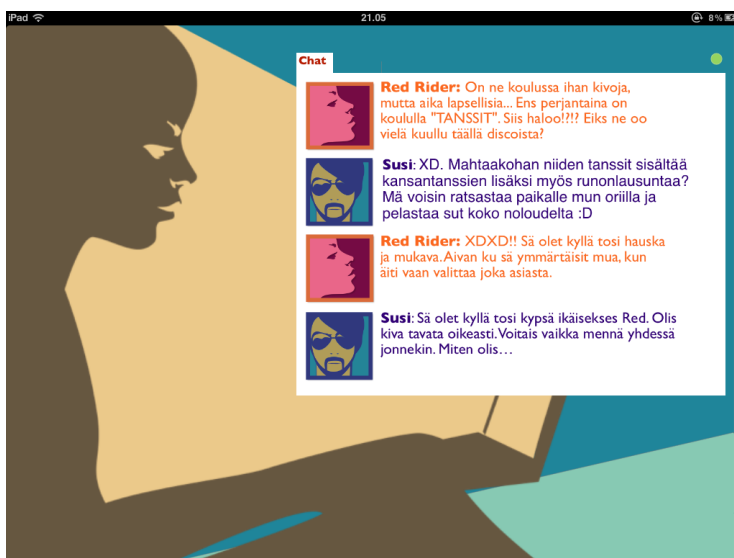 iPad 21.05 8%
Chat
Red Rider: On ne koulussa ihan kivoja,
mutta aika lapsellisia... Ens perjantaina on
koululla "TANSSIT". Siis haloo!?!? Eiks ne oo
vielä kuullu täällä discoista?
Susi: XD. Mahtaakohan niiden tanssit sisältää
kansantanssien lisäksi myös runonlausuntaa?
Mä voisin ratsastaa paikalle mun oriilla ja
pelastaa sut koko noloudelta :D
Red Rider: XDXD!! Sä olet kyllä tosi hauska
ja mukava. Aivan ku sä ymmärtäisit mua, kun
äiti vaan valittaa joka asiasta.
Susi: Sä olet kyllä tosi kypsä ikäisekses Red. Olis
kiva tavata oikeasti. Voitais vaikka mennä yhdessä
jonnekin. Miten olis...